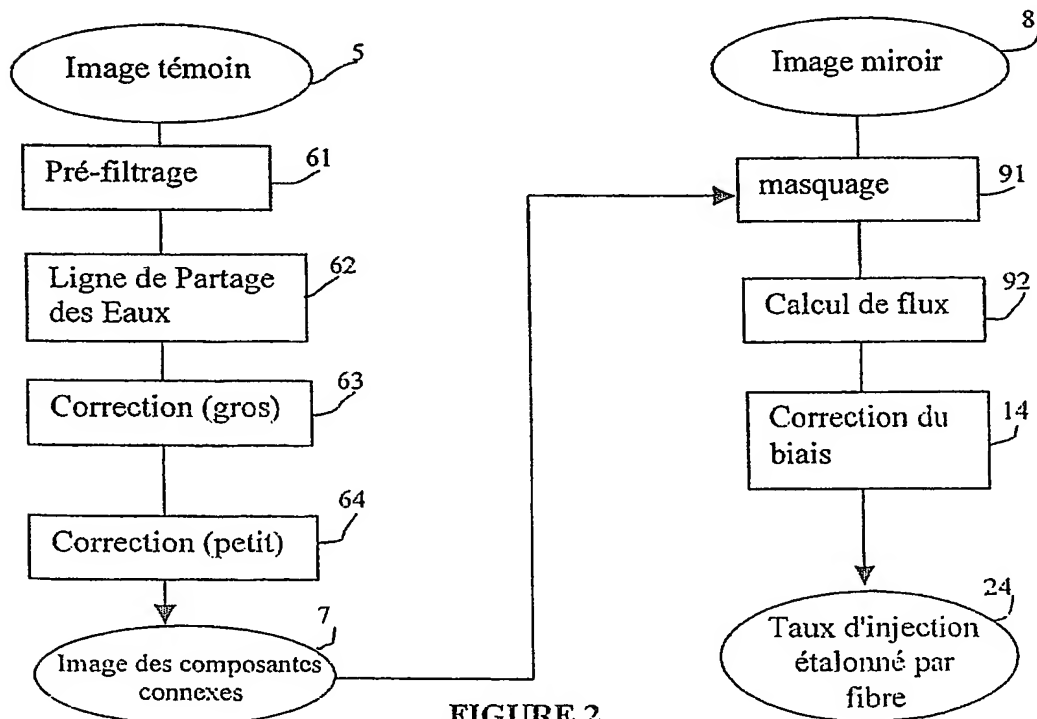 Image témoin
5
Pré-filtrage
61
Ligne de Partage
des Eaux
62
Correction (gros)
63
Correction (petit)
64
Image des composantes
connexes
7
Image miroir
8
masquage
91
Calcul de flux
92
Correction du
biais
14
Taux d'injection
étalonné par
fibre
24
FIGURE 2